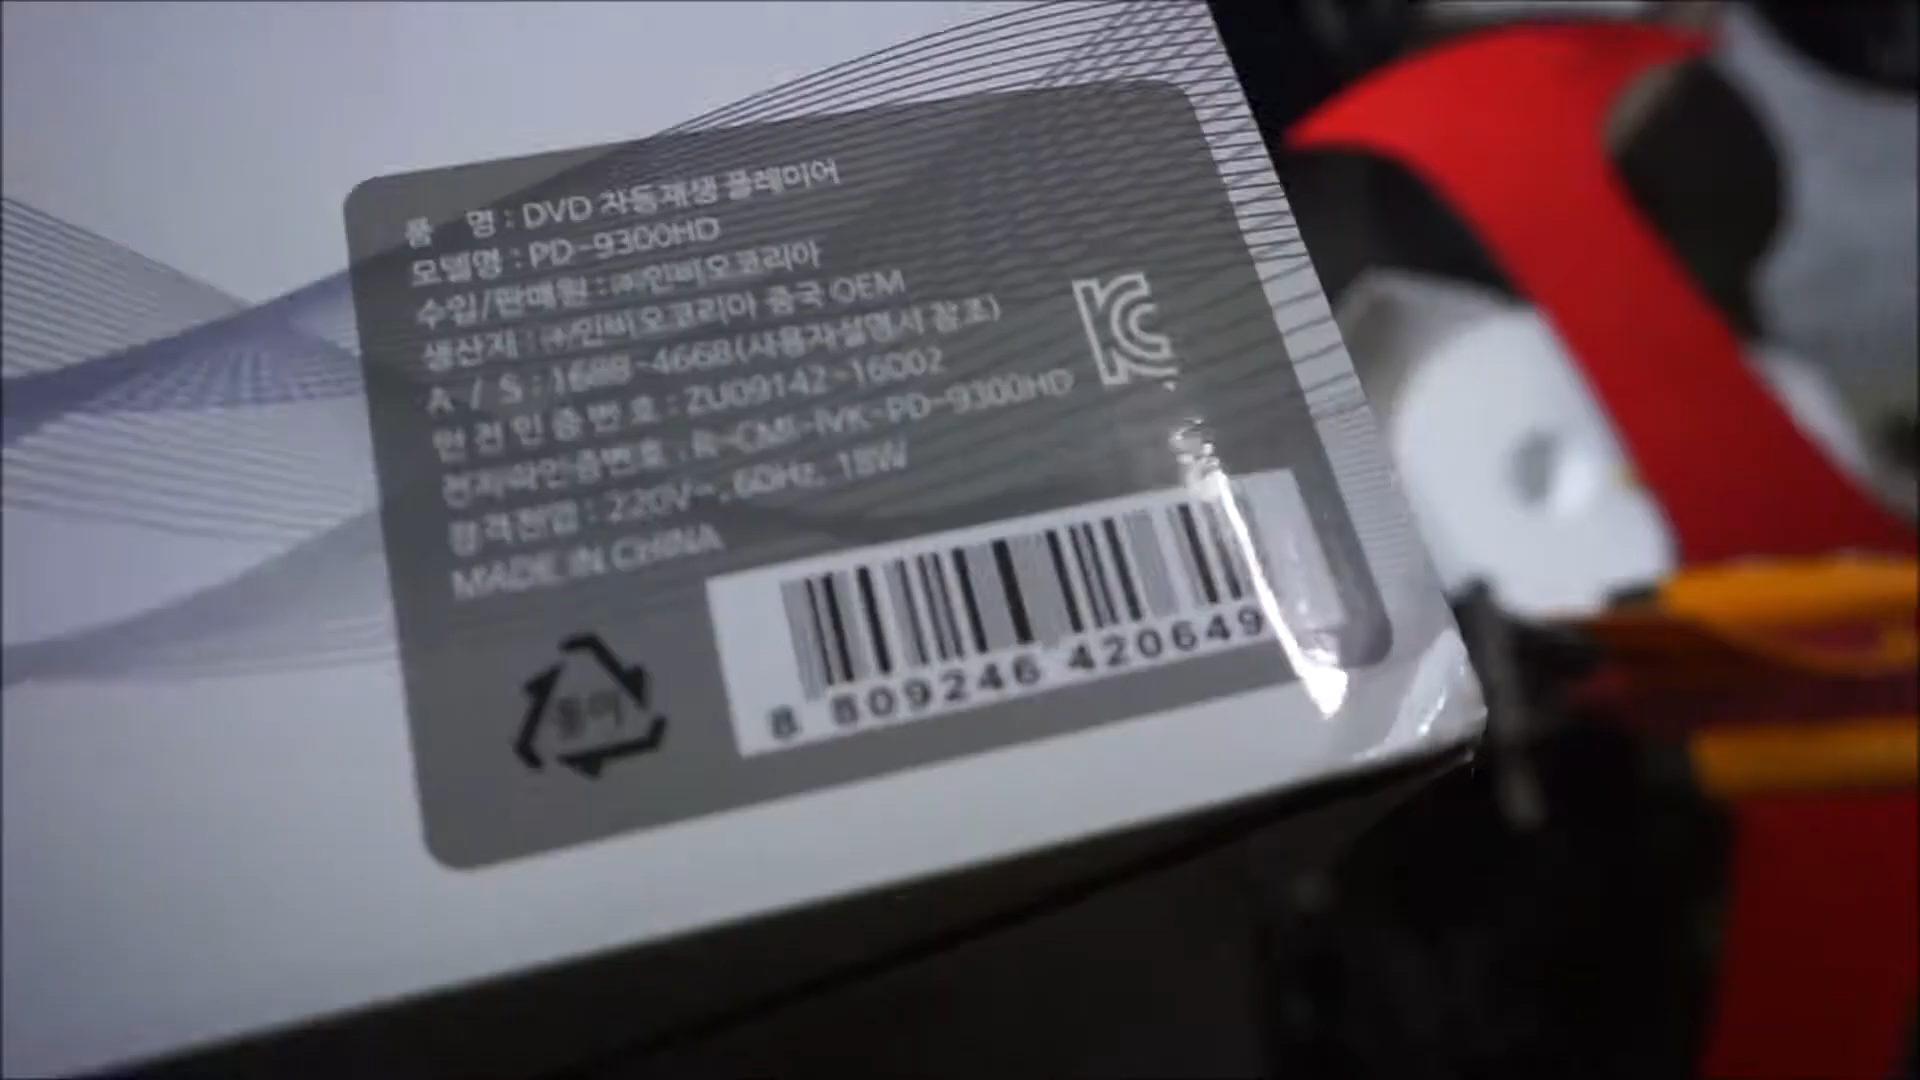 품 명 : DVD 자동재생 플레이어
모델명 : PD-9300HD
수입/판매원 : ㈜인비오코리아
생산자 : ㈜인비오코리아 중국 OEM
A / S : 1688-4668(사용자설명서 참조)
안전인증번호 : ZU09142-16002
전자파인증번호 : R-CMI-IVK-PD-9300HD
정격전압 : 220V~, 60Hz, 18W
MADE IN CHINA
KC
종이
8 809246 420649